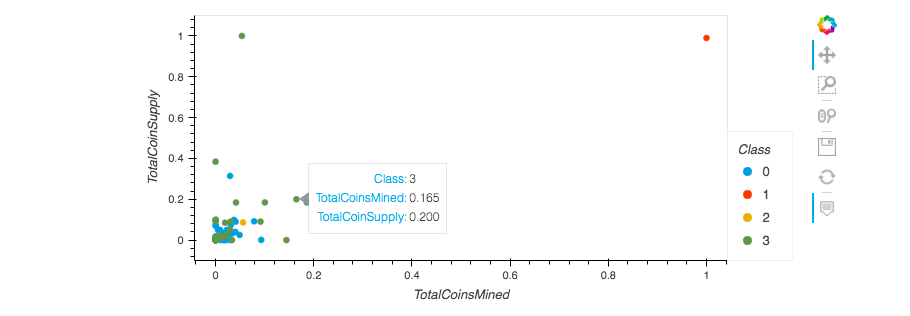 TotalCoinSupply
1
0.8
0.6
0.4
0.2
0
0
0.2
0.4
0.6
0.8
1
TotalCoinsMined
Class: 3
TotalCoinsMined: 0.165
TotalCoinSupply: 0.200
Class
0
1
2
3